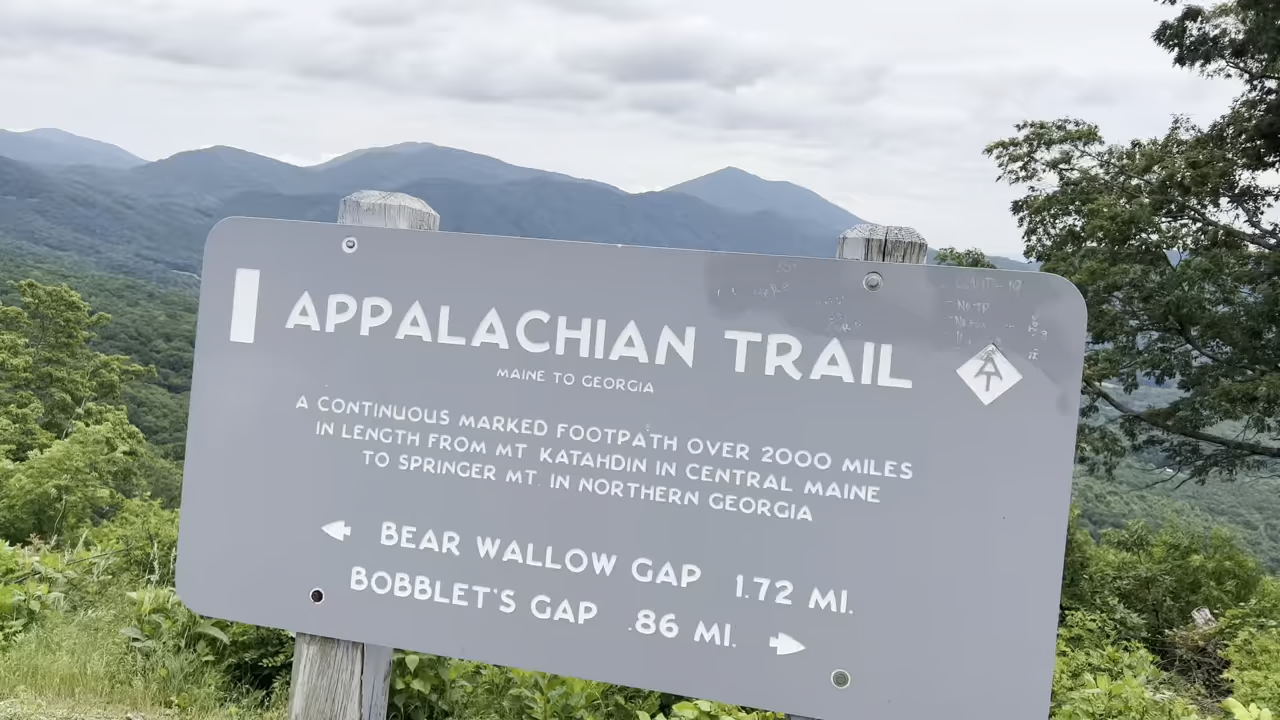 APPALACHIAN TRAIL
MAINE TO GEORGIA
A CONTINUOUS MARKED FOOTPATH OVER 2000 MILES
IN LENGTH FROM MT. KATAHDIN IN CENTRAL MAINE
TO SPRINGER MT. IN NORTHERN GEORGIA
BEAR WALLOW GAP 1.72 MI.
BOBBLET'S GAP .86 MI.